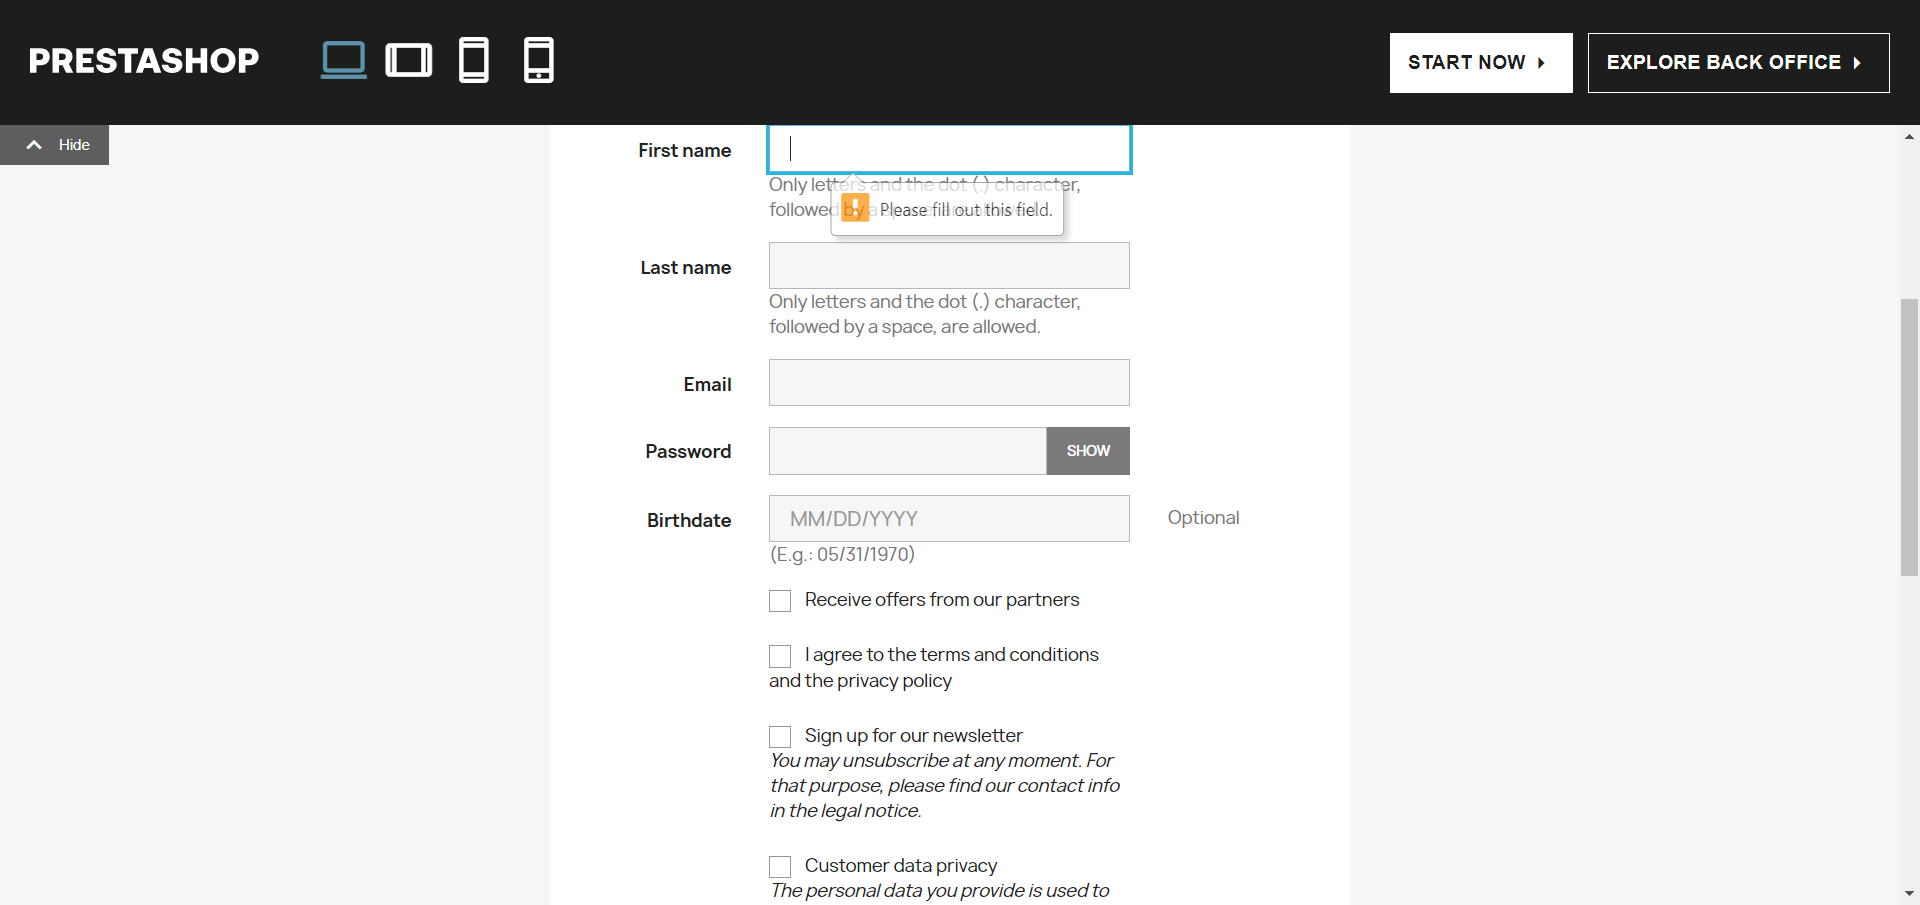 PRESTASHOP
START NOW
EXPLORE BACK OFFICE
Hide
First name
Only letters and the dot (.) character,
followed by a space, are allowed.
Please fill out this field.
Last name
Only letters and the dot (.) character,
followed by a space, are allowed.
Email
Password
SHOW
Birthdate
MM/DD/YYYY
Optional
(E.g.: 05/31/1970)
Receive offers from our partners
I agree to the terms and conditions
and the privacy policy
Sign up for our newsletter
You may unsubscribe at any moment. For
that purpose, please find our contact info
in the legal notice.
Customer data privacy
The personal data you provide is used to